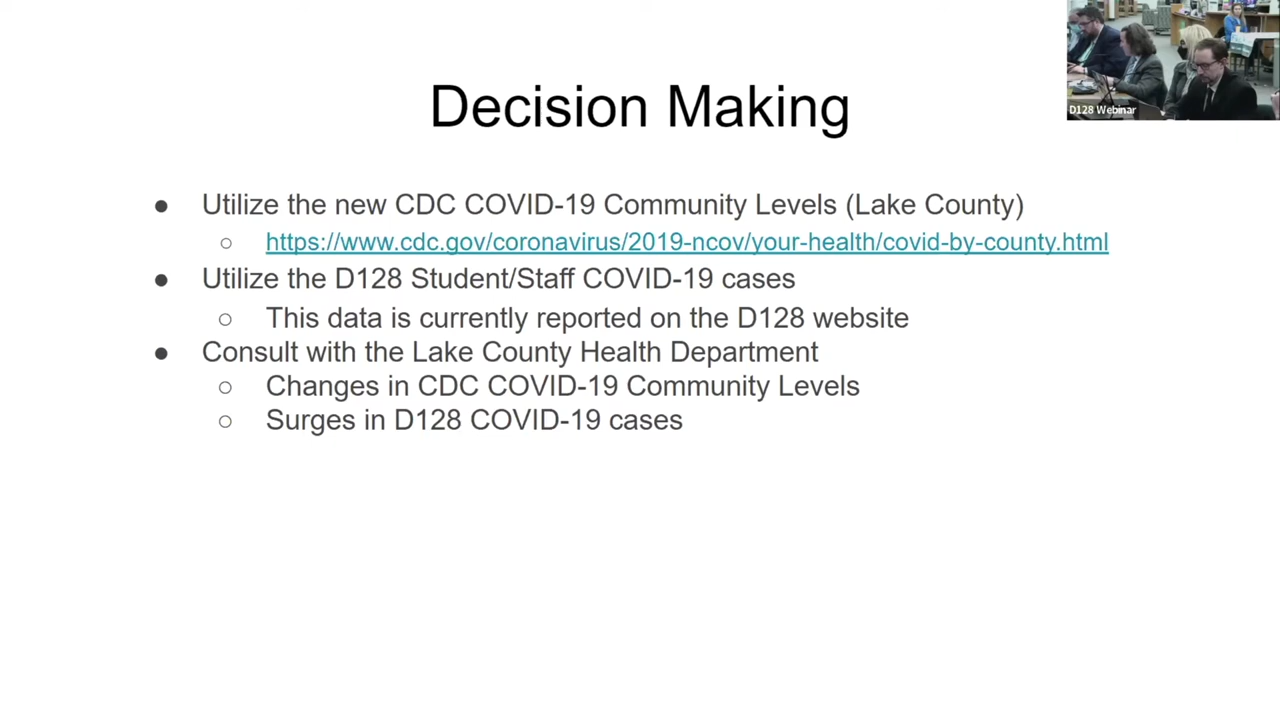 D128 Webinar
Decision Making
● Utilize the new CDC COVID-19 Community Levels (Lake County)
○ https://www.cdc.gov/coronavirus/2019-ncov/your-health/covid-by-county.html
● Utilize the D128 Student/Staff COVID-19 cases
○ This data is currently reported on the D128 website
● Consult with the Lake County Health Department
○ Changes in CDC COVID-19 Community Levels
○ Surges in D128 COVID-19 cases